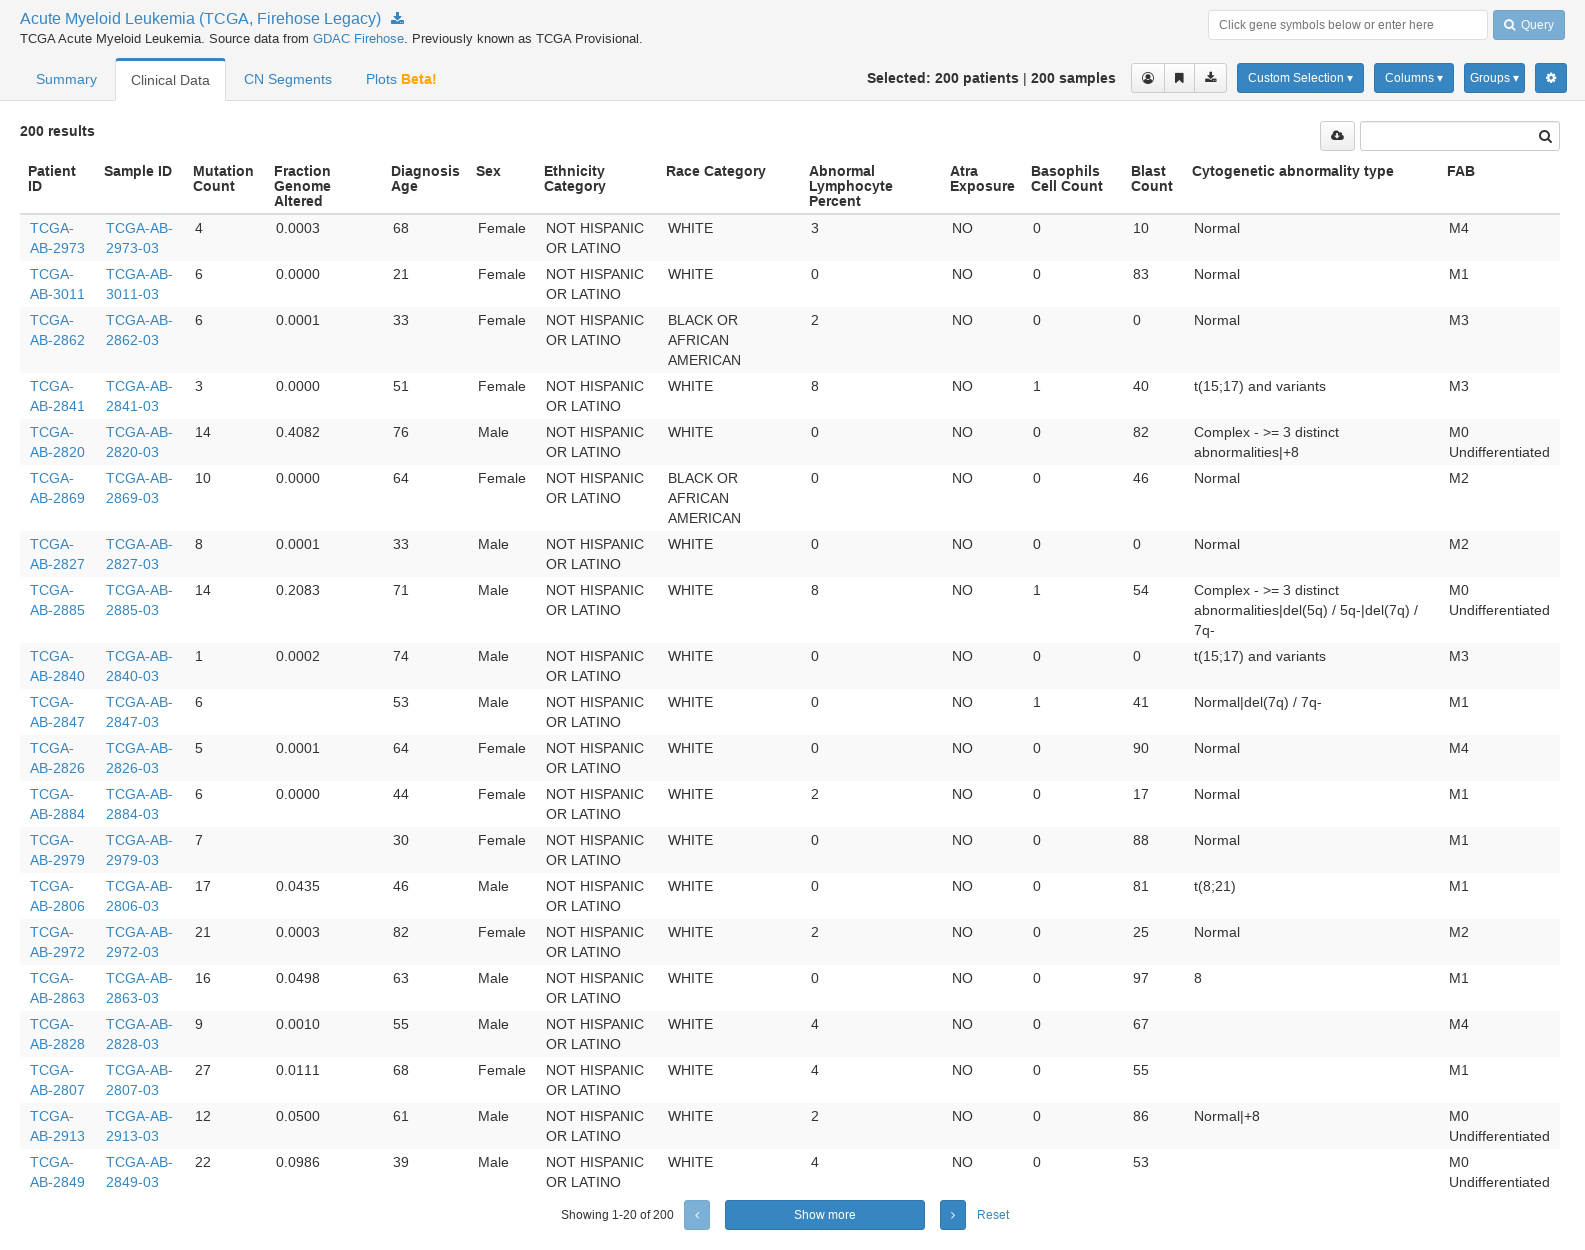 Acute Myeloid Leukemia (TCGA, Firehose Legacy)
Click gene symbols below or enter here
Query
TCGA Acute Myeloid Leukemia. Source data from GDAC Firehose. Previously known as TCGA Provisional.
Summary Clinical Data CN Segments Plots Beta!
Selected: 200 patients | 200 samples
Custom Selection ▾ Columns ▾ Groups ▾
200 results
Patient Sample ID Mutation Fraction Diagnosis Sex Ethnicity Race Category Abnormal Atra Basophils Blast Cytogenetic abnormality type FAB
ID Count Genome Age Category Lymphocyte Exposure Cell Count Count
Altered Percent
TCGA- TCGA-AB- 4 0.0003 68 Female NOT HISPANIC WHITE 3 NO 0 10 Normal M4
AB-2973 2973-03 OR LATINO
TCGA- TCGA-AB- 6 0.0000 21 Female NOT HISPANIC WHITE 0 NO 0 83 Normal M1
AB-3011 3011-03 OR LATINO
TCGA- TCGA-AB- 6 0.0001 33 Female NOT HISPANIC BLACK OR 2 NO 0 0 Normal M3
AB-2862 2862-03 OR LATINO AFRICAN
AMERICAN
TCGA- TCGA-AB- 3 0.0000 51 Female NOT HISPANIC WHITE 8 NO 1 40 t(15;17) and variants M3
AB-2841 2841-03 OR LATINO
TCGA- TCGA-AB- 14 0.4082 76 Male NOT HISPANIC WHITE 0 NO 0 82 Complex - >= 3 distinct M0
AB-2820 2820-03 OR LATINO abnormalities|+8 Undifferentiated
TCGA- TCGA-AB- 10 0.0000 64 Female NOT HISPANIC BLACK OR 0 NO 0 46 Normal M2
AB-2869 2869-03 OR LATINO AFRICAN
AMERICAN
TCGA- TCGA-AB- 8 0.0001 33 Male NOT HISPANIC WHITE 0 NO 0 0 Normal M2
AB-2827 2827-03 OR LATINO
TCGA- TCGA-AB- 14 0.2083 71 Male NOT HISPANIC WHITE 8 NO 1 54 Complex - >= 3 distinct M0
AB-2885 2885-03 OR LATINO abnormalities|del(5q) / 5q-|del(7q) / Undifferentiated
7q-
TCGA- TCGA-AB- 1 0.0002 74 Male NOT HISPANIC WHITE 0 NO 0 0 t(15;17) and variants M3
AB-2840 2840-03 OR LATINO
TCGA- TCGA-AB- 6 53 Male NOT HISPANIC WHITE 0 NO 1 41 Normal|del(7q) / 7q- M1
AB-2847 2847-03 OR LATINO
TCGA- TCGA-AB- 5 0.0001 64 Female NOT HISPANIC WHITE 0 NO 0 90 Normal M4
AB-2826 2826-03 OR LATINO
TCGA- TCGA-AB- 6 0.0000 44 Female NOT HISPANIC WHITE 2 NO 0 17 Normal M1
AB-2884 2884-03 OR LATINO
TCGA- TCGA-AB- 7 30 Female NOT HISPANIC WHITE 0 NO 0 88 Normal M1
AB-2979 2979-03 OR LATINO
TCGA- TCGA-AB- 17 0.0435 46 Male NOT HISPANIC WHITE 0 NO 0 81 t(8;21) M1
AB-2806 2806-03 OR LATINO
TCGA- TCGA-AB- 21 0.0003 82 Female NOT HISPANIC WHITE 2 NO 0 25 Normal M2
AB-2972 2972-03 OR LATINO
TCGA- TCGA-AB- 16 0.0498 63 Male NOT HISPANIC WHITE 0 NO 0 97 8 M1
AB-2863 2863-03 OR LATINO
TCGA- TCGA-AB- 9 0.0010 55 Male NOT HISPANIC WHITE 4 NO 0 67 M4
AB-2828 2828-03 OR LATINO
TCGA- TCGA-AB- 27 0.0111 68 Female NOT HISPANIC WHITE 4 NO 0 55 M1
AB-2807 2807-03 OR LATINO
TCGA- TCGA-AB- 12 0.0500 61 Male NOT HISPANIC WHITE 2 NO 0 86 Normal|+8 M0
AB-2913 2913-03 OR LATINO Undifferentiated
TCGA- TCGA-AB- 22 0.0986 39 Male NOT HISPANIC WHITE 4 NO 0 53 M0
AB-2849 2849-03 OR LATINO Undifferentiated
Showing 1-20 of 200 ‹ Show more › Reset